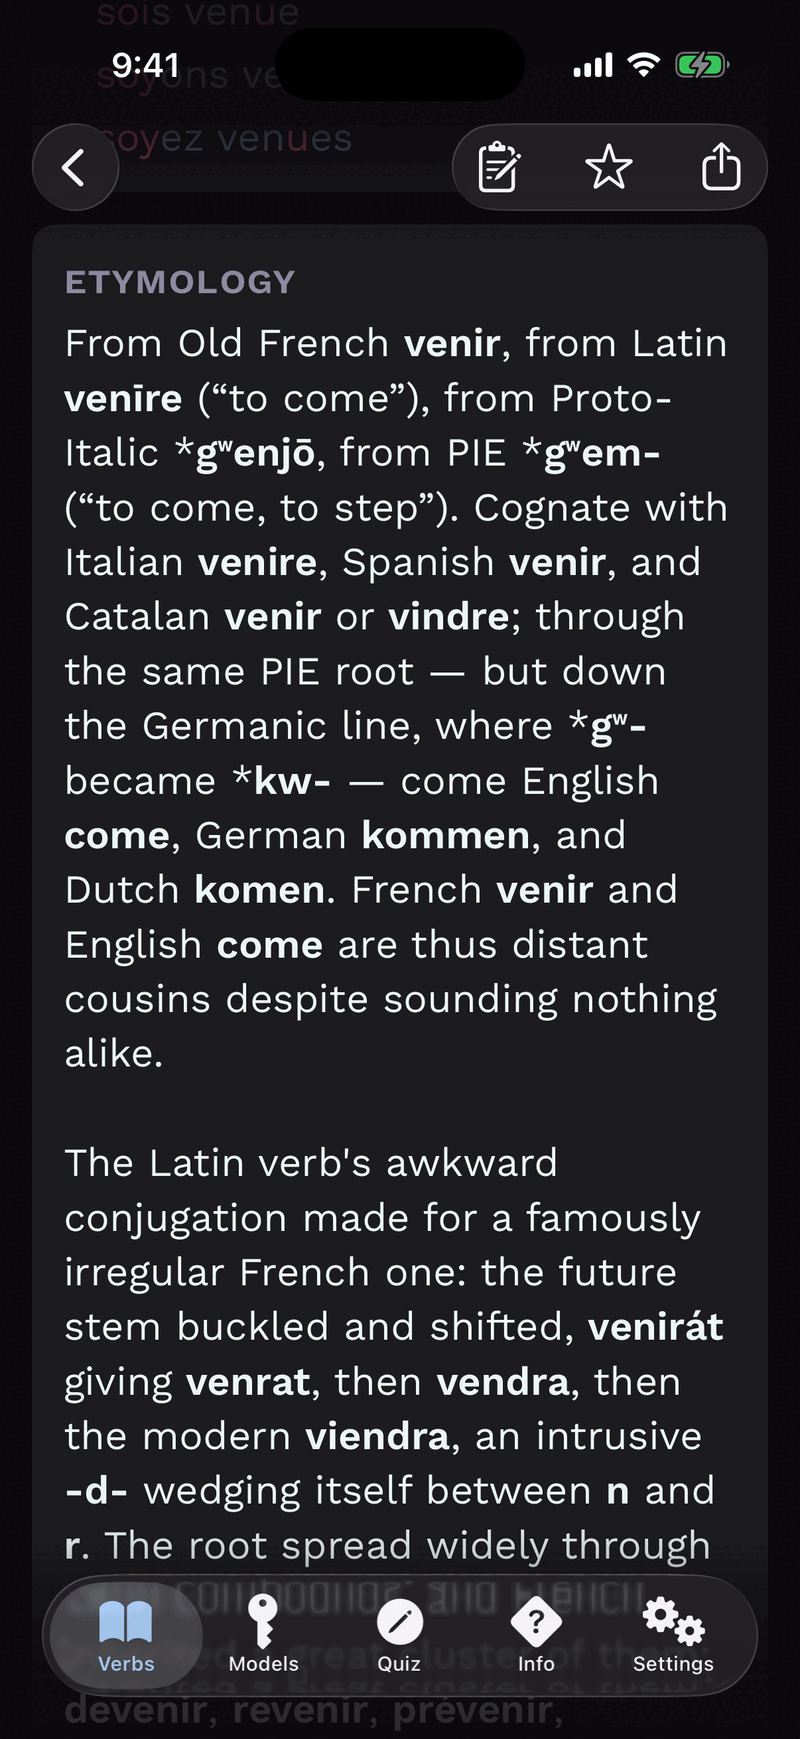 sois venue
9:41
soyons ve
soyez venues
ETYMOLOGY
From Old French venir, from Latin
venīre (“to come”), from Proto-
Italic *gʷenjō, from PIE *gʷem-
(“to come, to step”). Cognate with
Italian venire, Spanish venir, and
Catalan venir or vindre; through
the same PIE root — but down
the Germanic line, where *gʷ-
became *kw- — come English
come, German kommen, and
Dutch komen. French venir and
English come are thus distant
cousins despite sounding nothing
alike.
The Latin verb's awkward
conjugation made for a famously
irregular French one: the future
stem buckled and shifted, venirát
giving venrat, then vendra, then
the modern viendra, an intrusive
-d- wedging itself between n and
r. The root spread widely through
Verbs
Models
Quiz
Info
Settings
devenir, revenir, prévenir,